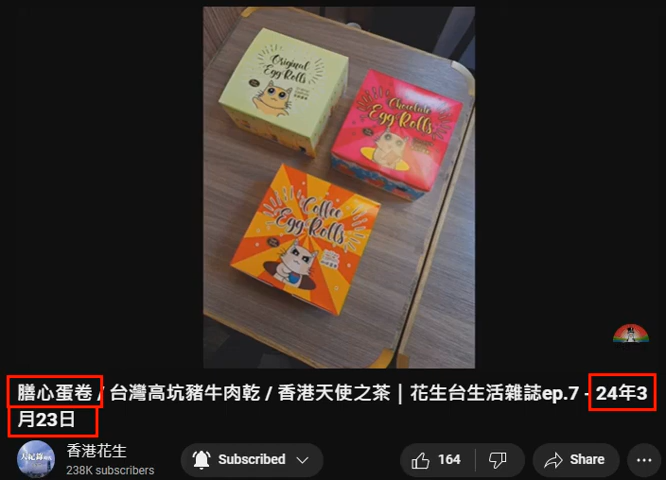 Original
Egg Rolls
Chocolate
Egg Rolls
Coffee
Egg Rolls
膳心蛋卷 / 台灣高坑豬牛肉乾 / 香港天使之茶｜花生台生活雜誌ep.7 - 24年3
月23日
香港花生
238K subscribers
Subscribed
164
Share